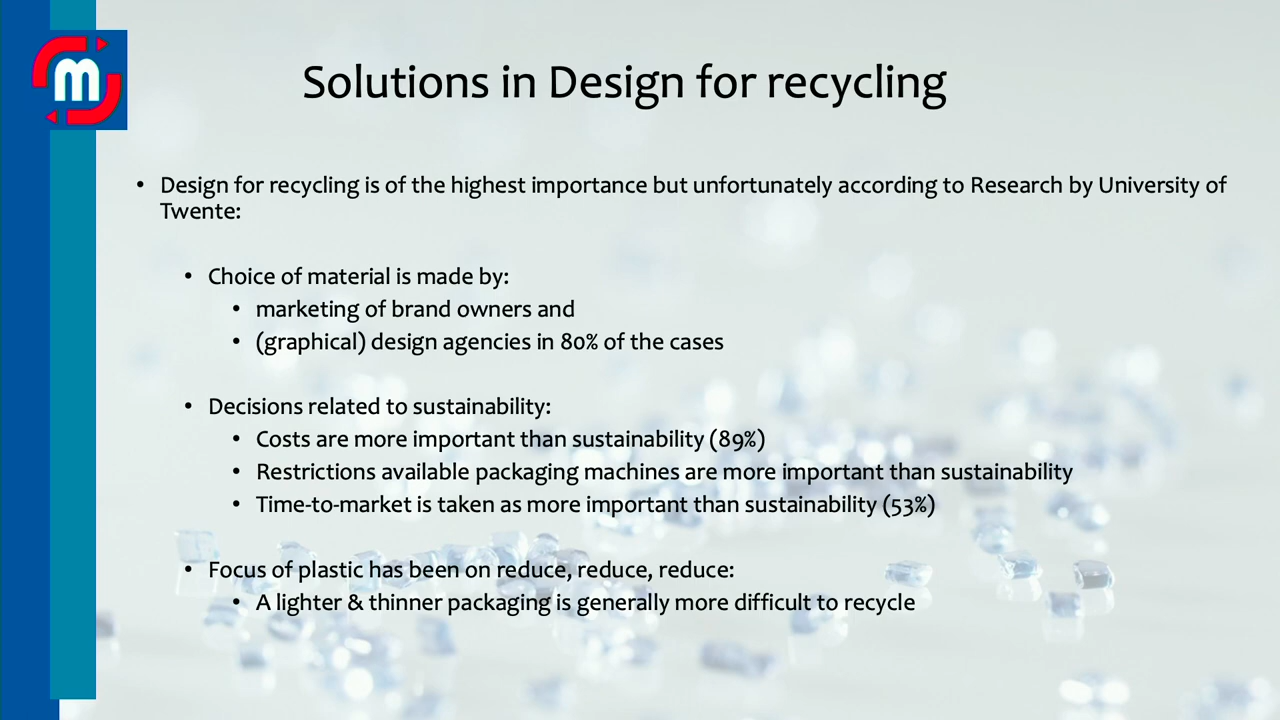 m
Solutions in Design for recycling
• Design for recycling is of the highest importance but unfortunately according to Research by University of
Twente:
• Choice of material is made by:
• marketing of brand owners and
• (graphical) design agencies in 80% of the cases
• Decisions related to sustainability:
• Costs are more important than sustainability (89%)
• Restrictions available packaging machines are more important than sustainability
• Time-to-market is taken as more important than sustainability (53%)
• Focus of plastic has been on reduce, reduce, reduce:
• A lighter & thinner packaging is generally more difficult to recycle